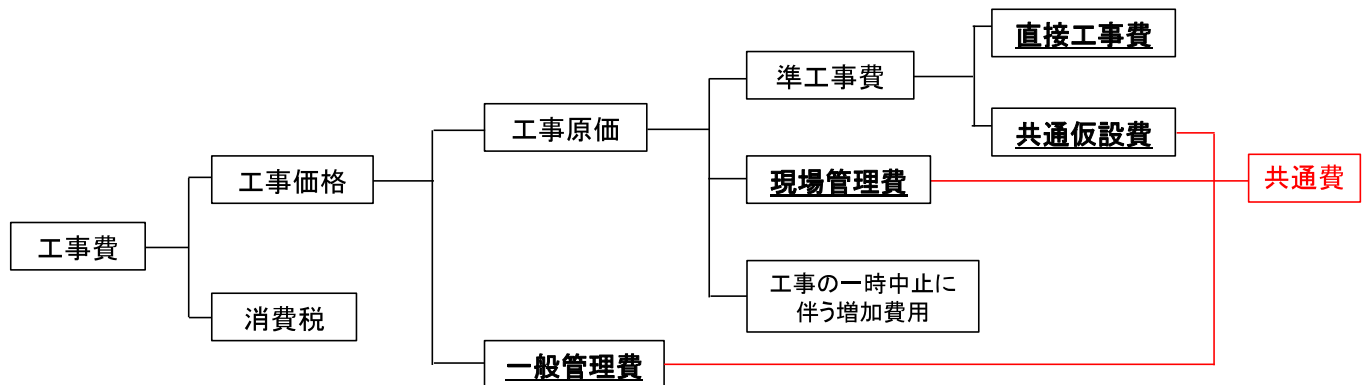 直接工事費
準工事費
工事原価
共通仮設費
工事価格
現場管理費
共通費
工事費
工事の一時中止に
伴う増加費用
消費税
一般管理費